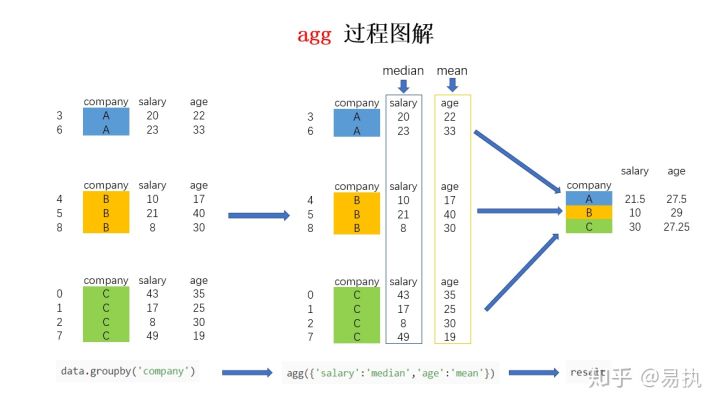 agg 过程图解
median mean
company salary age
3 A 20 22
6 A 23 33
company salary age
4 B 10 17
5 B 21 40
8 B 8 30
company salary age
0 C 43 35
1 C 17 25
2 C 8 30
7 C 49 19
company salary age
3 A 20 22
6 A 23 33
company salary age
4 B 10 17
5 B 21 40
8 B 8 30
company salary age
0 C 43 35
1 C 17 25
2 C 8 30
7 C 49 19
salary age
company
A 21.5 27.5
B 10 29
C 30 27.25
data.groupby('company') agg({'salary':'median','age':'mean'}) result
知乎 @易执